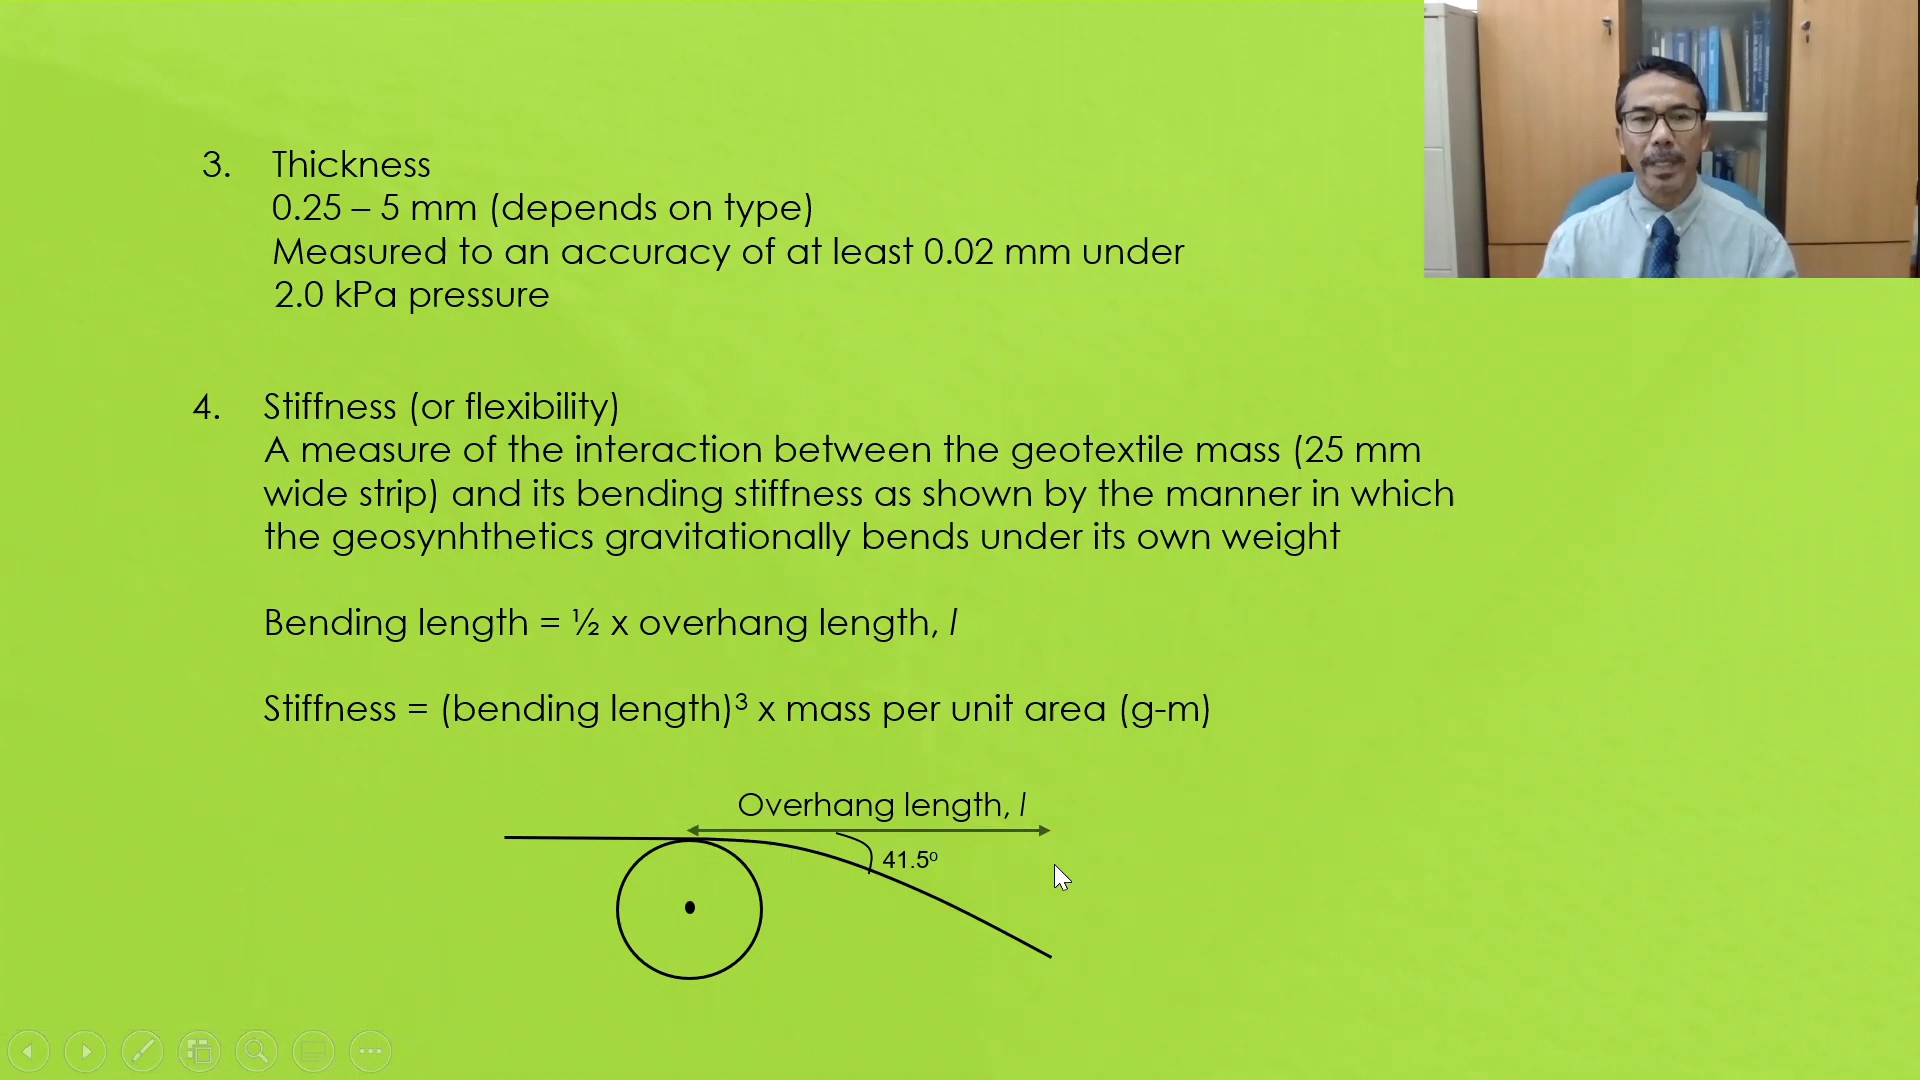 3. Thickness
0.25 – 5 mm (depends on type)
Measured to an accuracy of at least 0.02 mm under
2.0 kPa pressure
4. Stiffness (or flexibility)
A measure of the interaction between the geotextile mass (25 mm
wide strip) and its bending stiffness as shown by the manner in which
the geosynhthetics gravitationally bends under its own weight
Bending length = ½ x overhang length, l
Stiffness = (bending length)³ x mass per unit area (g-m)
Overhang length, l
41.5º